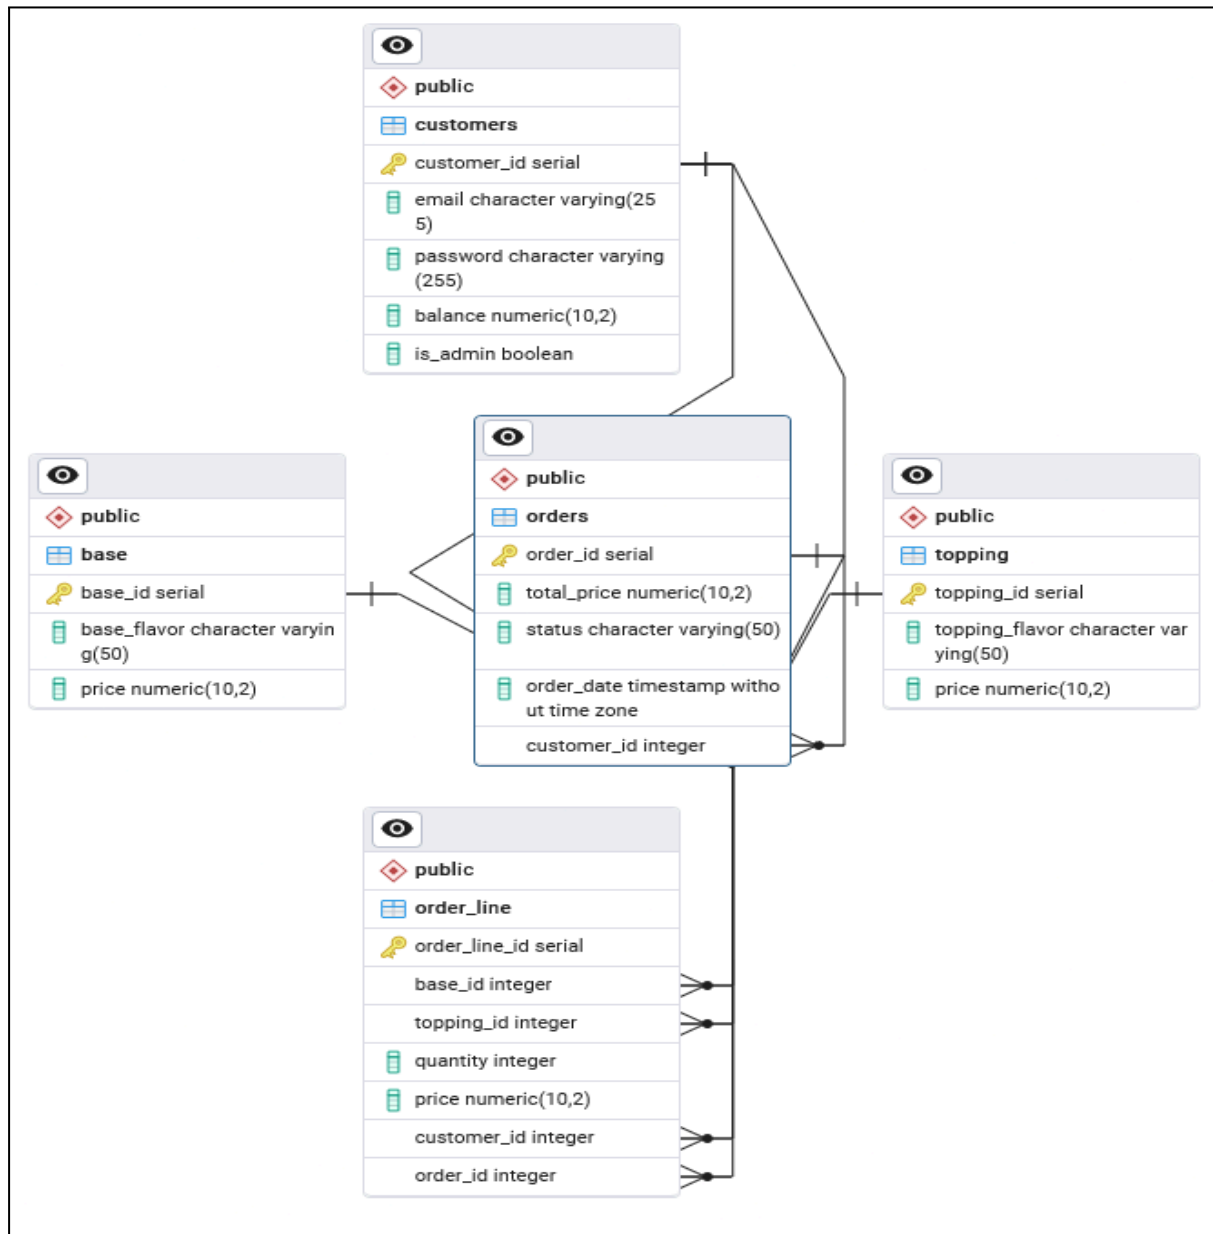 public
customers
customer_id serial
email character varying(25
5)
password character varying
(255)
balance numeric(10,2)
is_admin boolean
public
base
base_id serial
base_flavor character varyin
g(50)
price numeric(10,2)
public
orders
order_id serial
total_price numeric(10,2)
status character varying(50)
order_date timestamp witho
ut time zone
customer_id integer
public
topping
topping_id serial
topping_flavor character var
ying(50)
price numeric(10,2)
public
order_line
order_line_id serial
base_id integer
topping_id integer
quantity integer
price numeric(10,2)
customer_id integer
order_id integer